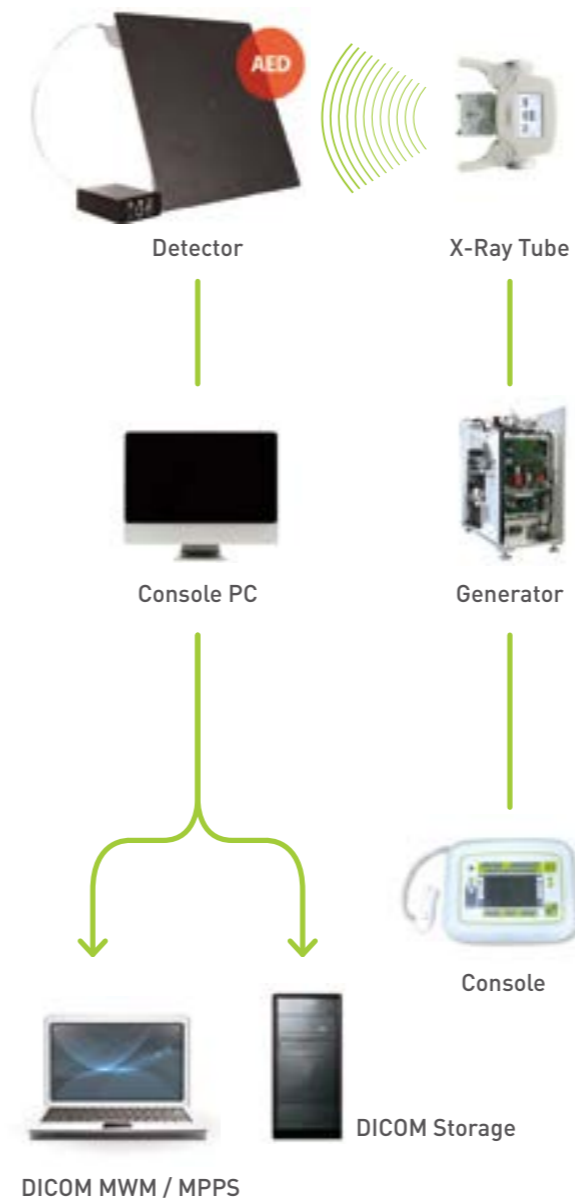 AED
Detector
X-Ray Tube
Console PC
Generator
Console
DICOM Storage
DICOM MWM / MPPS